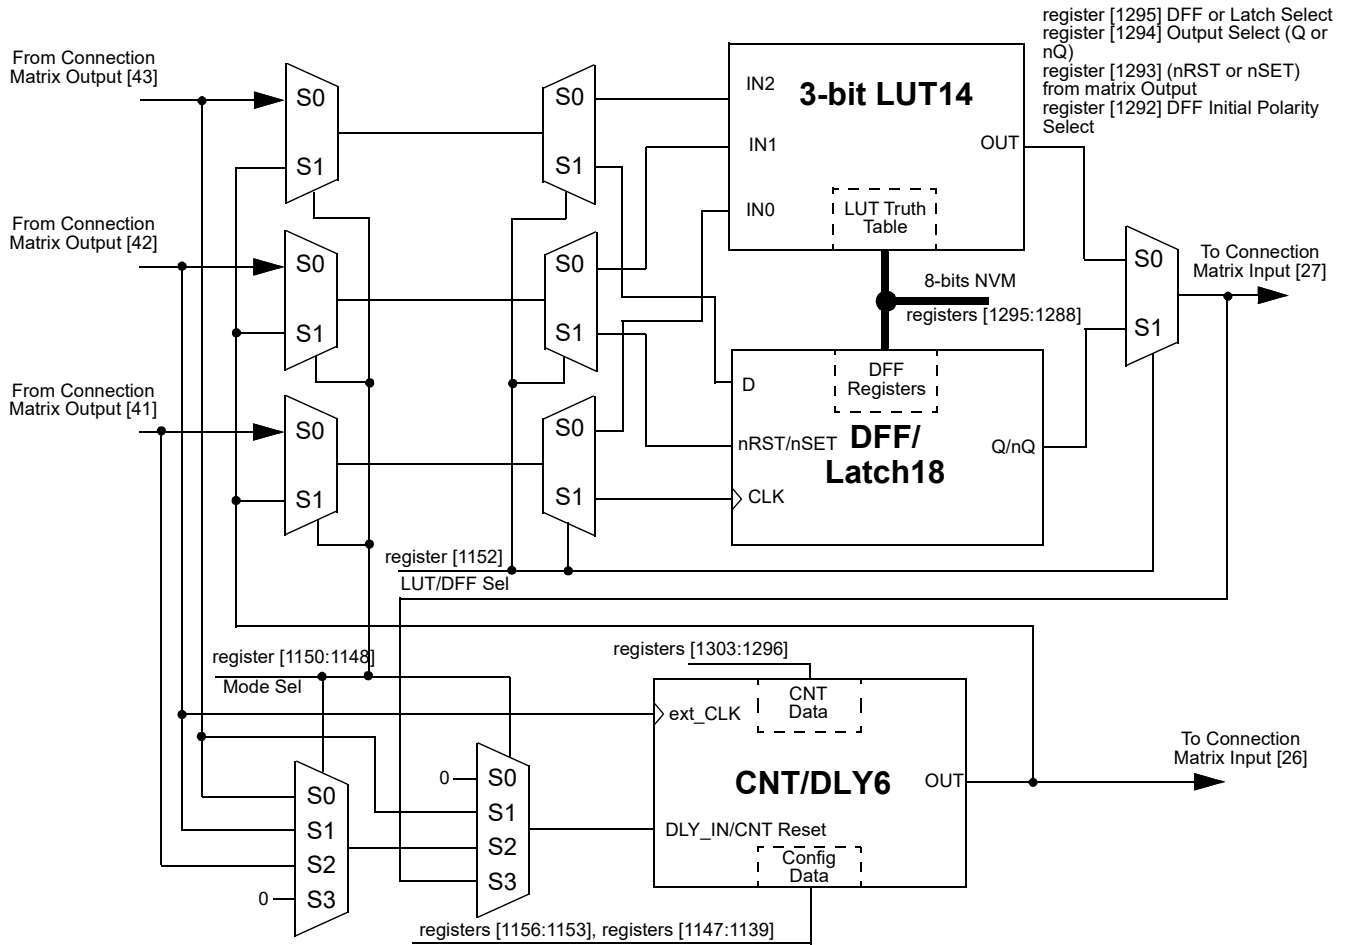 register [1295] DFF or Latch Select
register [1294] Output Select (Q or
nQ)
register [1293] (nRST or nSET)
from matrix Output
register [1292] DFF Initial Polarity
Select
From Connection
Matrix Output [43]
S0
S1
S0
S1
IN2
IN1
IN0
3-bit LUT14
OUT
LUT Truth
Table
From Connection
Matrix Output [42]
S0
S1
S0
S1
8-bits NVM
registers [1295:1288]
S0
S1
To Connection
Matrix Input [27]
From Connection
Matrix Output [41]
S0
S1
S0
S1
D
nRST/nSET
CLK
DFF
Registers
DFF/
Latch18
Q/nQ
register [1152]
LUT/DFF Sel
register [1150:1148]
Mode Sel
registers [1303:1296]
ext_CLK
CNT
Data
CNT/DLY6
OUT
DLY_IN/CNT Reset
Config
Data
To Connection
Matrix Input [26]
S0
S1
S2
0
S3
0
S0
S1
S2
S3
registers [1156:1153], registers [1147:1139]